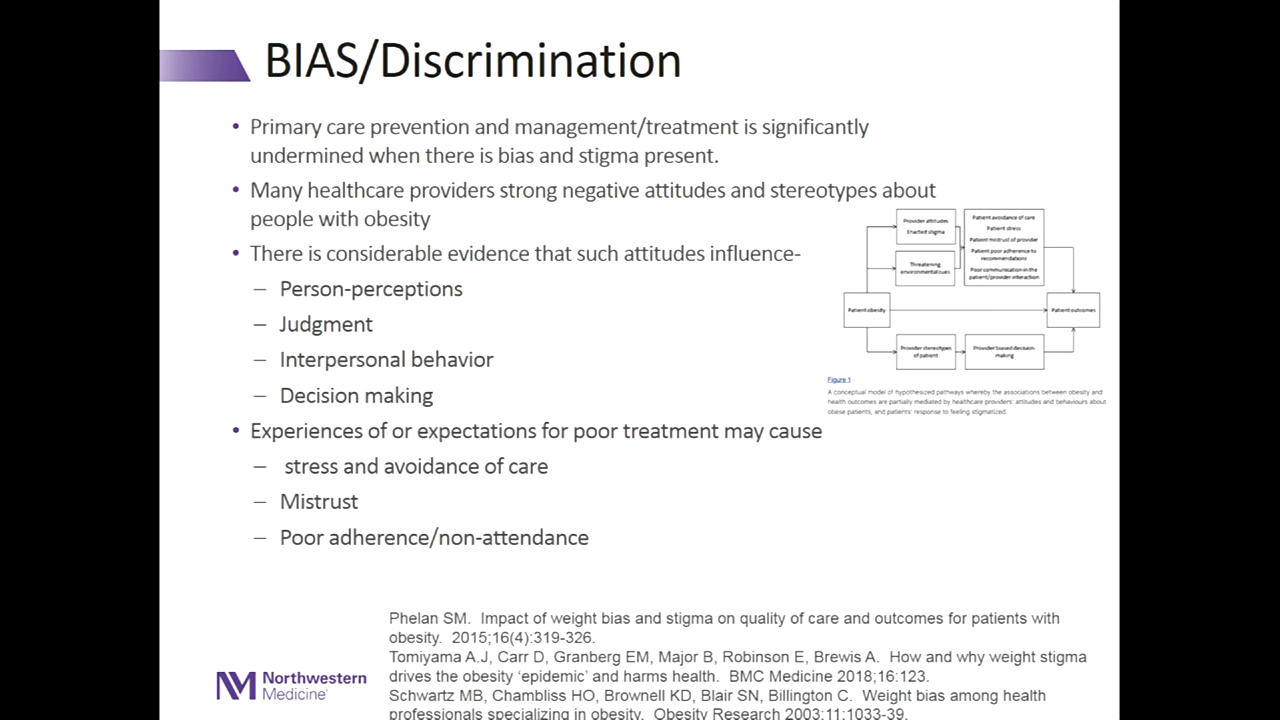 BIAS/Discrimination
• Primary care prevention and management/treatment is significantly
undermined when there is bias and stigma present.
• Many healthcare providers strong negative attitudes and stereotypes about
people with obesity
• There is considerable evidence that such attitudes influence-
– Person-perceptions
– Judgment
– Interpersonal behavior
– Decision making
• Experiences of or expectations for poor treatment may cause
– stress and avoidance of care
– Mistrust
– Poor adherence/non-attendance
Provider attitudes
Enacted stigma
Threatening
environmental cues
Patient avoidance of care
Patient stress
Patient mistrust of provider
Patient poor adherence to
recommendations
Poor communication in the
patient/provider interaction
Patient obesity
Patient outcomes
Provider stereotypes
of patient
Provider biased decision-
making
Figure 1
A conceptual model of hypothesized pathways whereby the associations between obesity and
health outcomes are partially mediated by healthcare providers' attitudes and behaviours about
obese patients, and patients' response to feeling stigmatized.
Phelan SM. Impact of weight bias and stigma on quality of care and outcomes for patients with
obesity. 2015;16(4):319-326.
Tomiyama A.J, Carr D, Granberg EM, Major B, Robinson E, Brewis A. How and why weight stigma
drives the obesity 'epidemic' and harms health. BMC Medicine 2018;16:123.
Schwartz MB, Chambliss HO, Brownell KD, Blair SN, Billington C. Weight bias among health
professionals specializing in obesity. Obesity Research 2003;11:1033-39.
NM Northwestern
Medicine